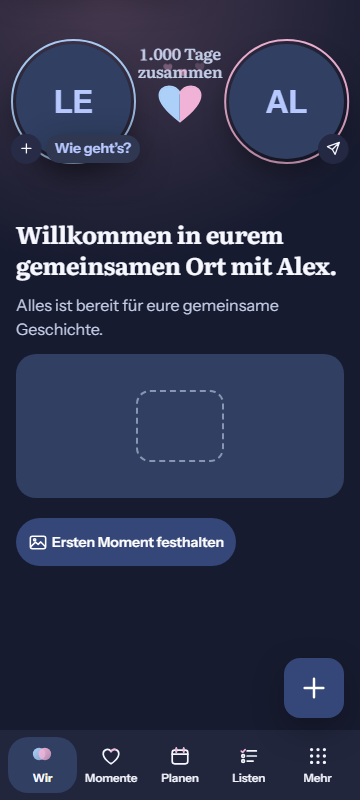 1.000 Tage
zusammen
LE
AL
Wie geht's?
Willkommen in eurem
gemeinsamen Ort mit Alex.
Alles ist bereit für eure gemeinsame
Geschichte.
Ersten Moment festhalten
Wir
Momente
Planen
Listen
Mehr